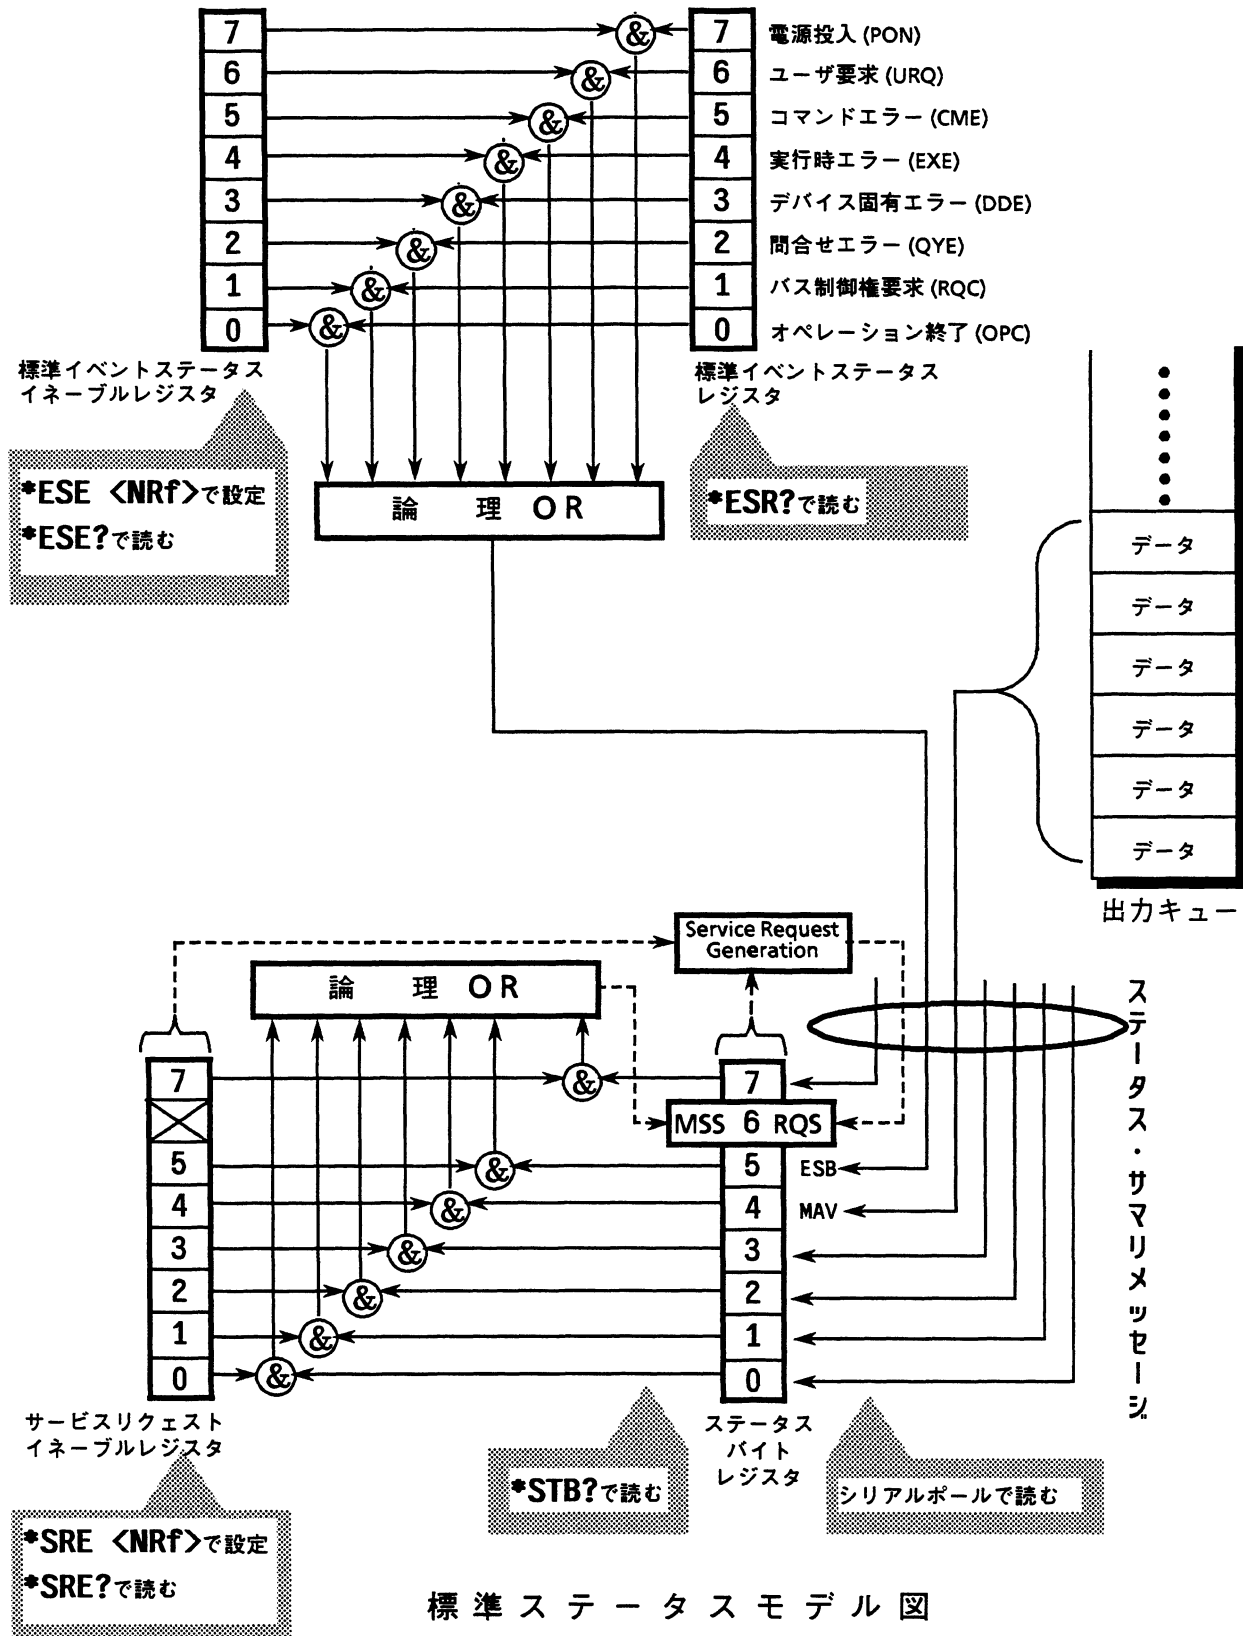 7 & 7 電源投入 (PON)
6 & 6 ユーザ要求 (URQ)
5 & 5 コマンドエラー (CME)
4 & 4 実行時エラー (EXE)
3 & 3 デバイス固有エラー (DDE)
2 & 2 問合せエラー (QYE)
1 & 1 バス制御権要求 (RQC)
0 & 0 オペレーション終了 (OPC)
標準イベントステータス
イネーブルレジスタ
標準イベントステータス
レジスタ
*ESE <NRf>で設定
*ESE?で読む
論 理 OR
*ESR?で読む
データ
データ
データ
データ
データ
データ
出力キュー
Service Request
Generation
論 理 OR
ステータス・サマリメッセージ
7 & 7
MSS 6 RQS
5 & 5 ESB
4 & 4 MAV
3 & 3
2 & 2
1 & 1
0 & 0
サービスリクェスト
イネーブルレジスタ
ステータス
バイト
レジスタ
*STB?で読む
シリアルポールで読む
*SRE <NRf>で設定
*SRE?で読む
標準ステータスモデル図